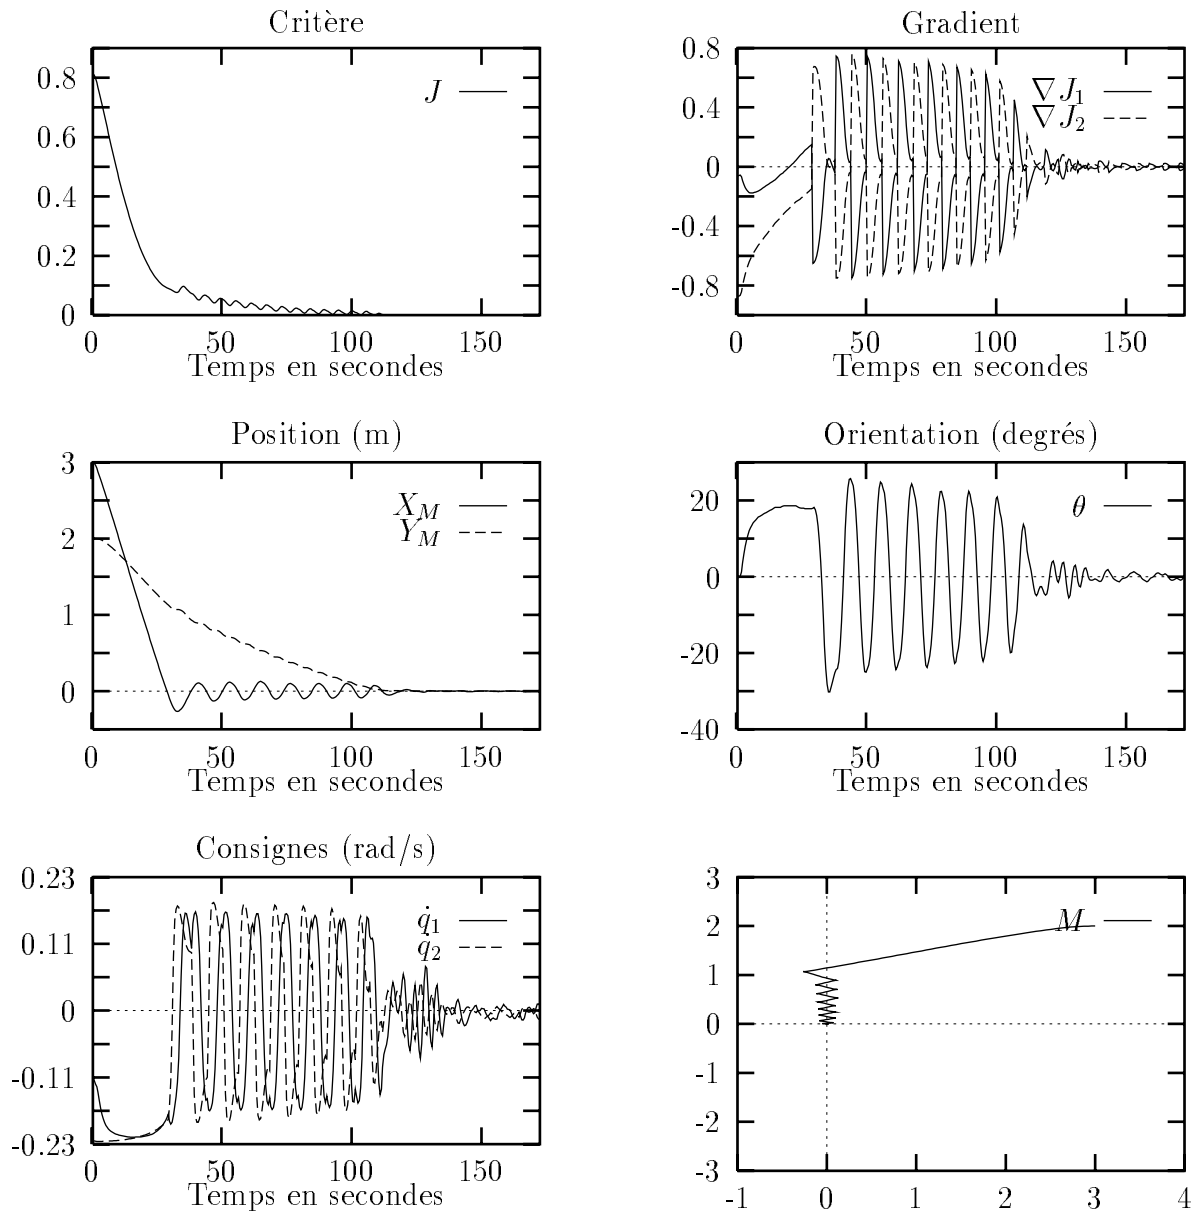 Critère
0.8
0.6
0.4
0.2
0
J
0 50 100 150
Temps en secondes
Gradient
0.8
0.4
0
-0.4
-0.8
∇J1
∇J2
0 50 100 150
Temps en secondes
Position (m)
3
2
1
0
XM
YM
0 50 100 150
Temps en secondes
Orientation (degrés)
20
0
-20
-40
θ
0 50 100 150
Temps en secondes
Consignes (rad/s)
0.23
0.11
0
-0.11
-0.23
q̇1
q̇2
0 50 100 150
Temps en secondes
3
2
1
0
-1
-2
-3
M
-1 0 1 2 3 4